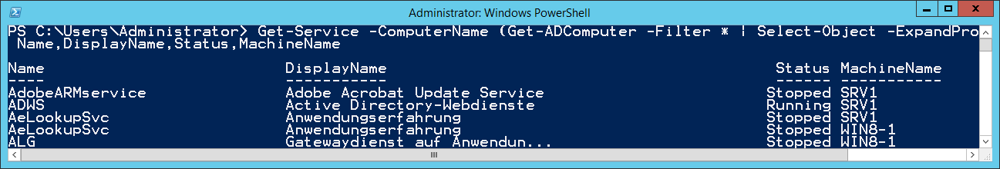 Administrator: Windows PowerShell
PS C:\Users\Administrator> Get-Service -ComputerName (Get-ADComputer -Filter * | Select-Object -ExpandPro
Name,DisplayName,Status,MachineName
Name DisplayName Status MachineName
---- ----------- ------ -----------
AdobeARMservice Adobe Acrobat Update Service Stopped SRV1
ADWS Active Directory-Webdienste Running SRV1
AeLookupSvc Anwendungserfahrung Stopped SRV1
AeLookupSvc Anwendungserfahrung Stopped WIN8-1
ALG Gatewaydienst auf Anwendun... Stopped WIN8-1